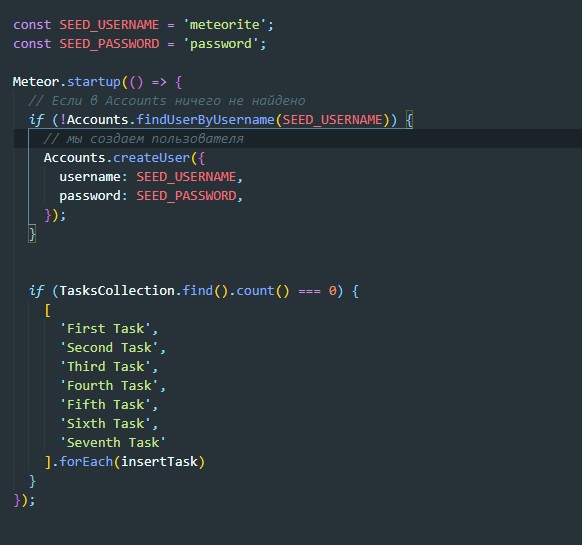 const SEED_USERNAME = 'meteorite';
const SEED_PASSWORD = 'password';
Meteor.startup(() => {
// Если в Accounts ничего не найдено
if (!Accounts.findUserByUsername(SEED_USERNAME)) {
// мы создаем пользователя
Accounts.createUser({
username: SEED_USERNAME,
password: SEED_PASSWORD,
});
}
if (TasksCollection.find().count() === 0) {
[
'First Task',
'Second Task',
'Third Task',
'Fourth Task',
'Fifth Task',
'Sixth Task',
'Seventh Task'
].forEach(insertTask)
}
});